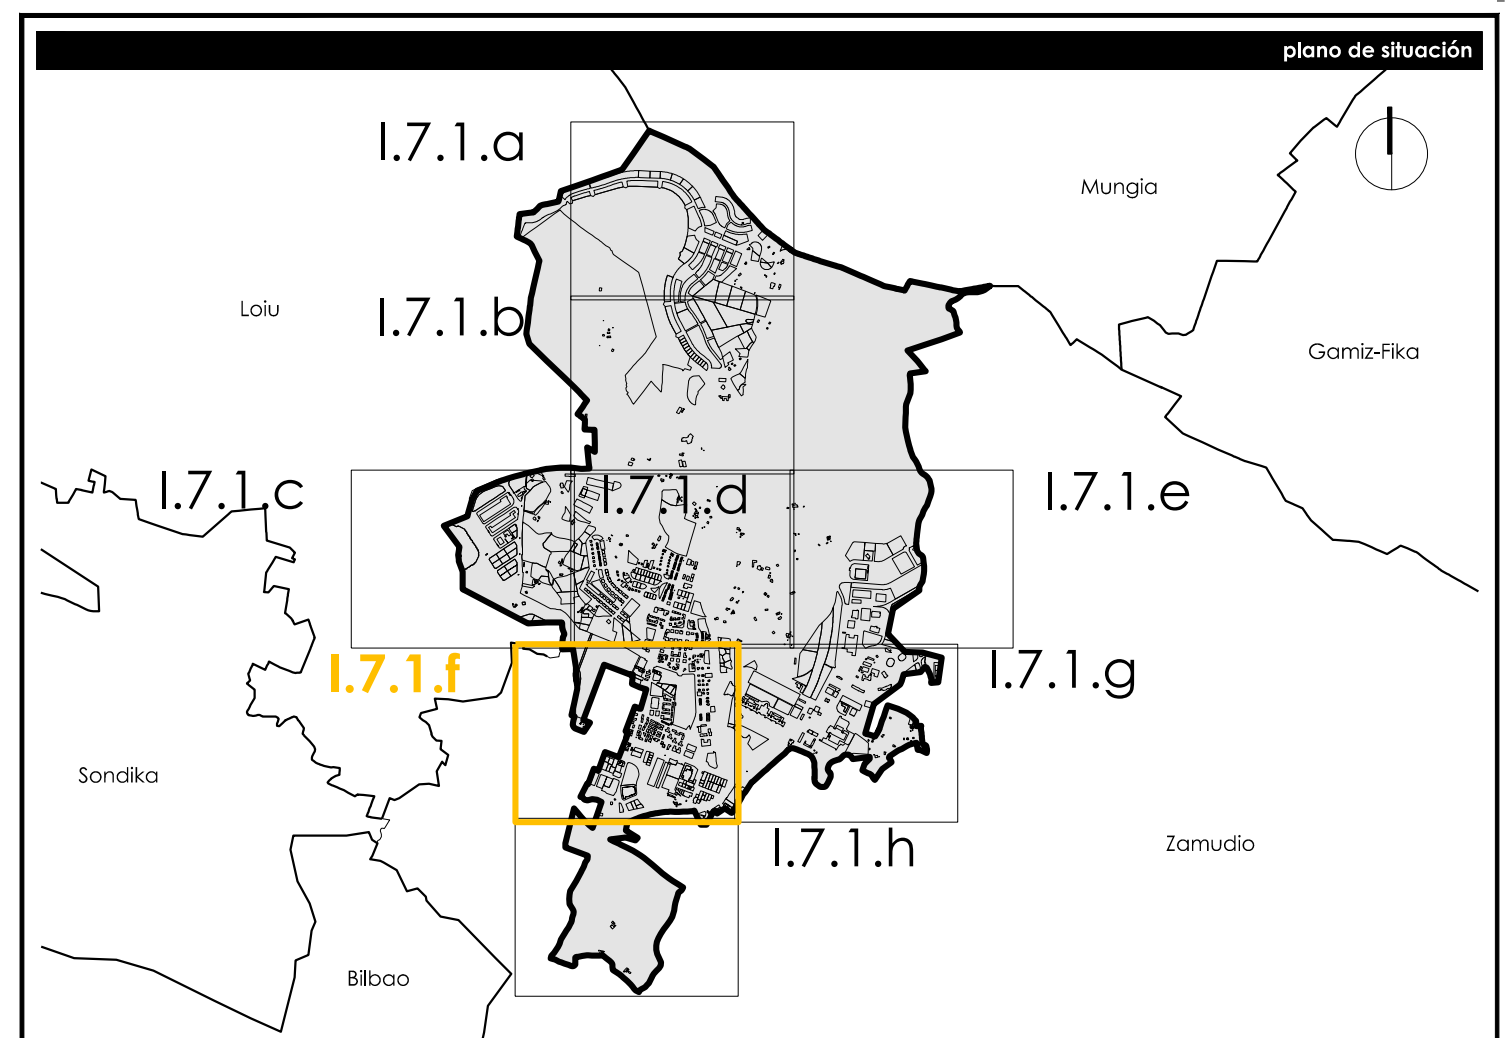 plano de situación
I.7.1.a
Mungia
Loiu
I.7.1.b
Gamiz-Fika
I.7.1.c
I.7.1.d
I.7.1.e
I.7.1.f
I.7.1.g
Sondika
I.7.1.h
Zamudio
Bilbao